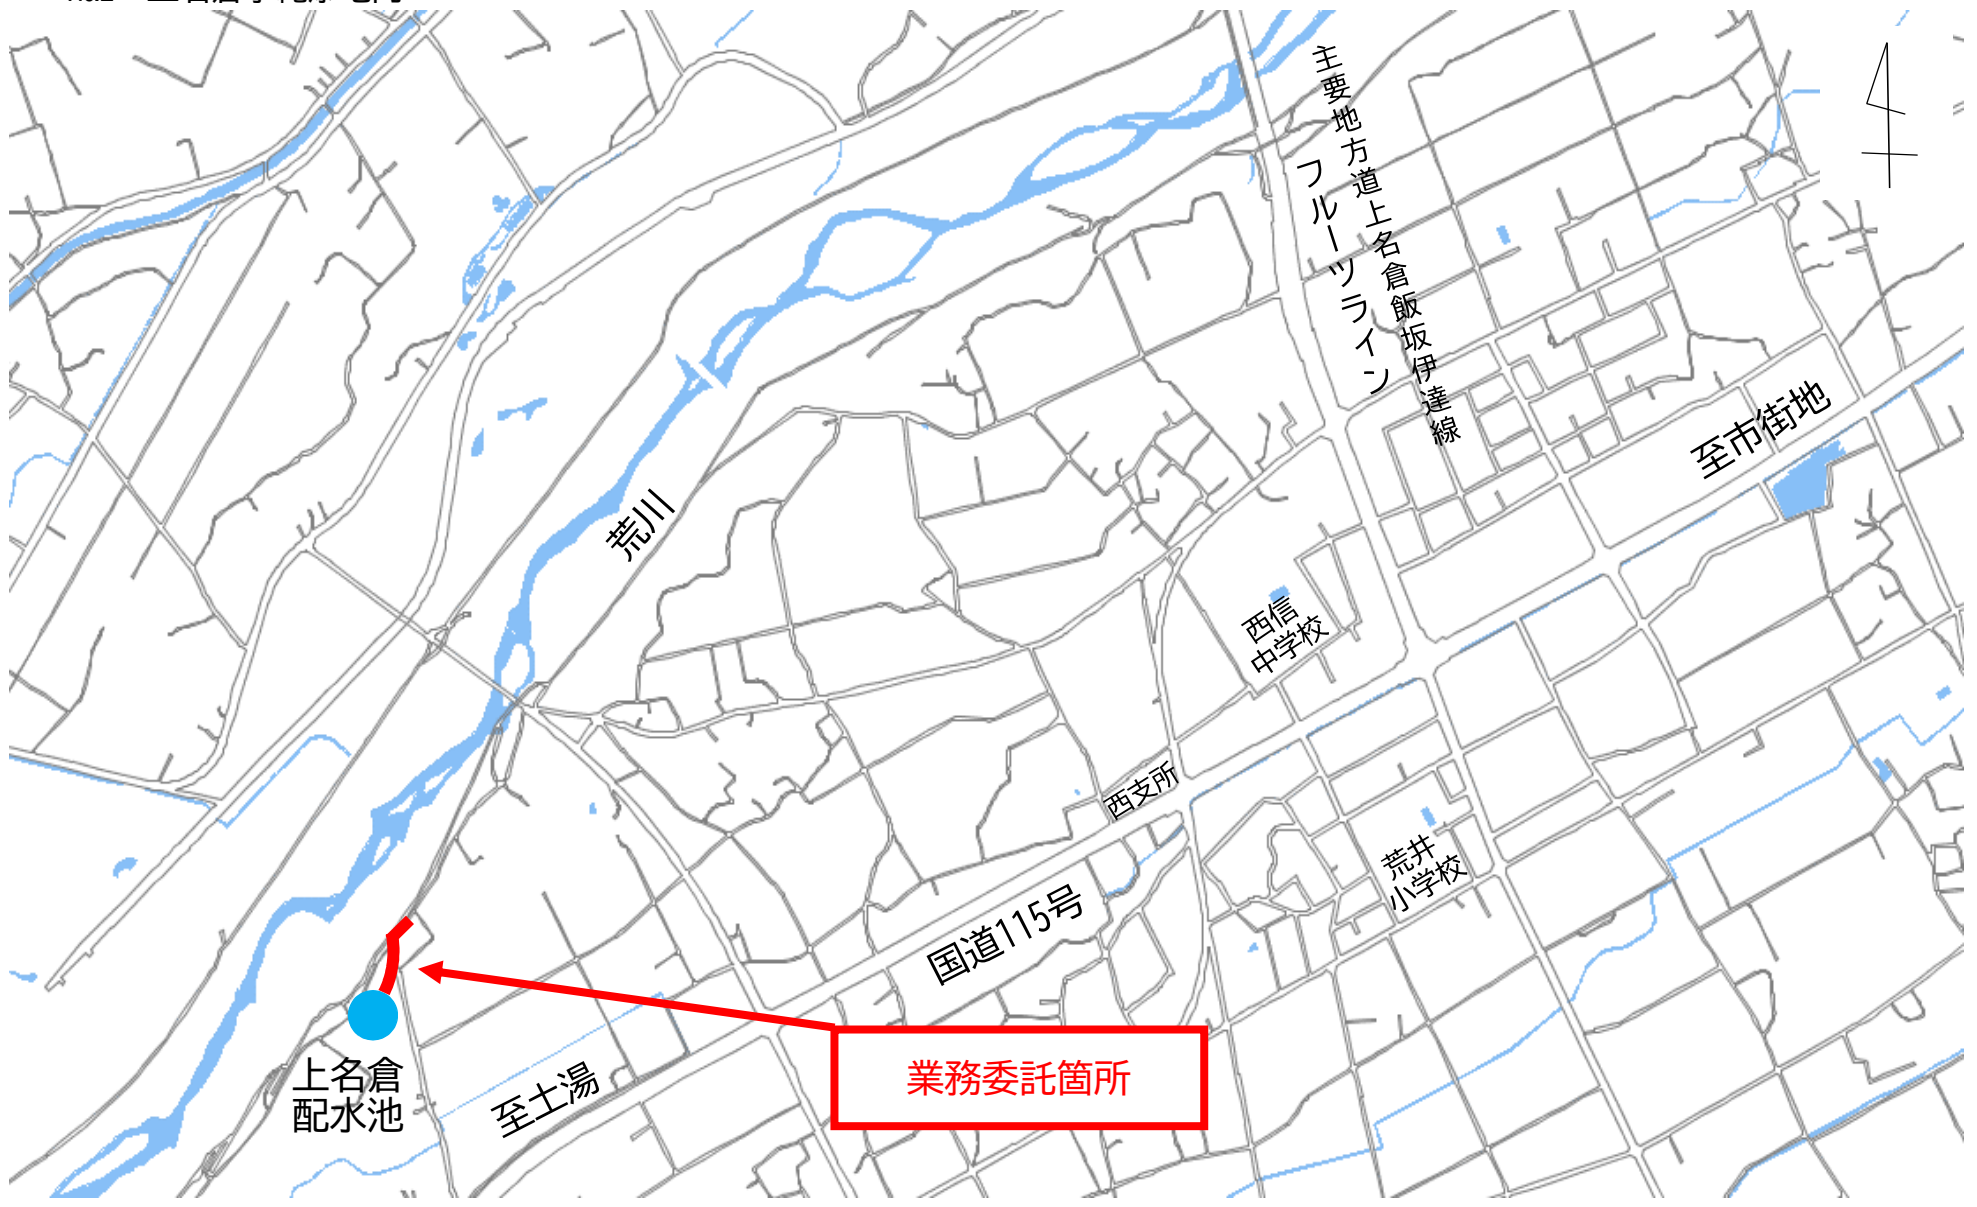 主要地方道上名倉飯坂伊達線
フルーツライン
至市街地
荒川
西信
中学校
西支所
荒井
小学校
国道115号
業務委託箇所
上名倉
配水池
至土湯